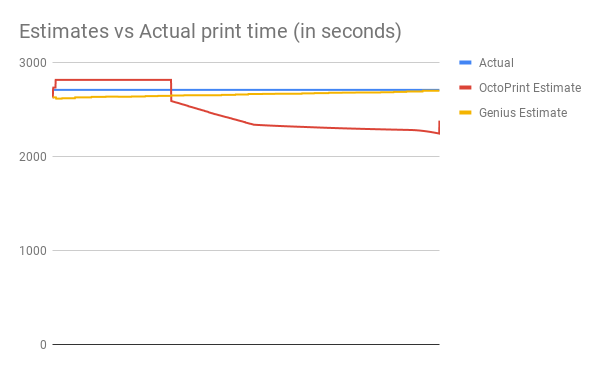 Estimates vs Actual print time (in seconds)
3000
2000
1000
0
Actual
OctoPrint Estimate
Genius Estimate